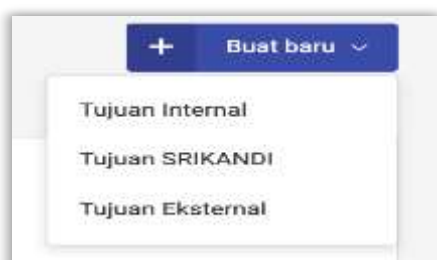 + Buat baru
Tujuan Internal
Tujuan SRIKANDI
Tujuan Eksternal